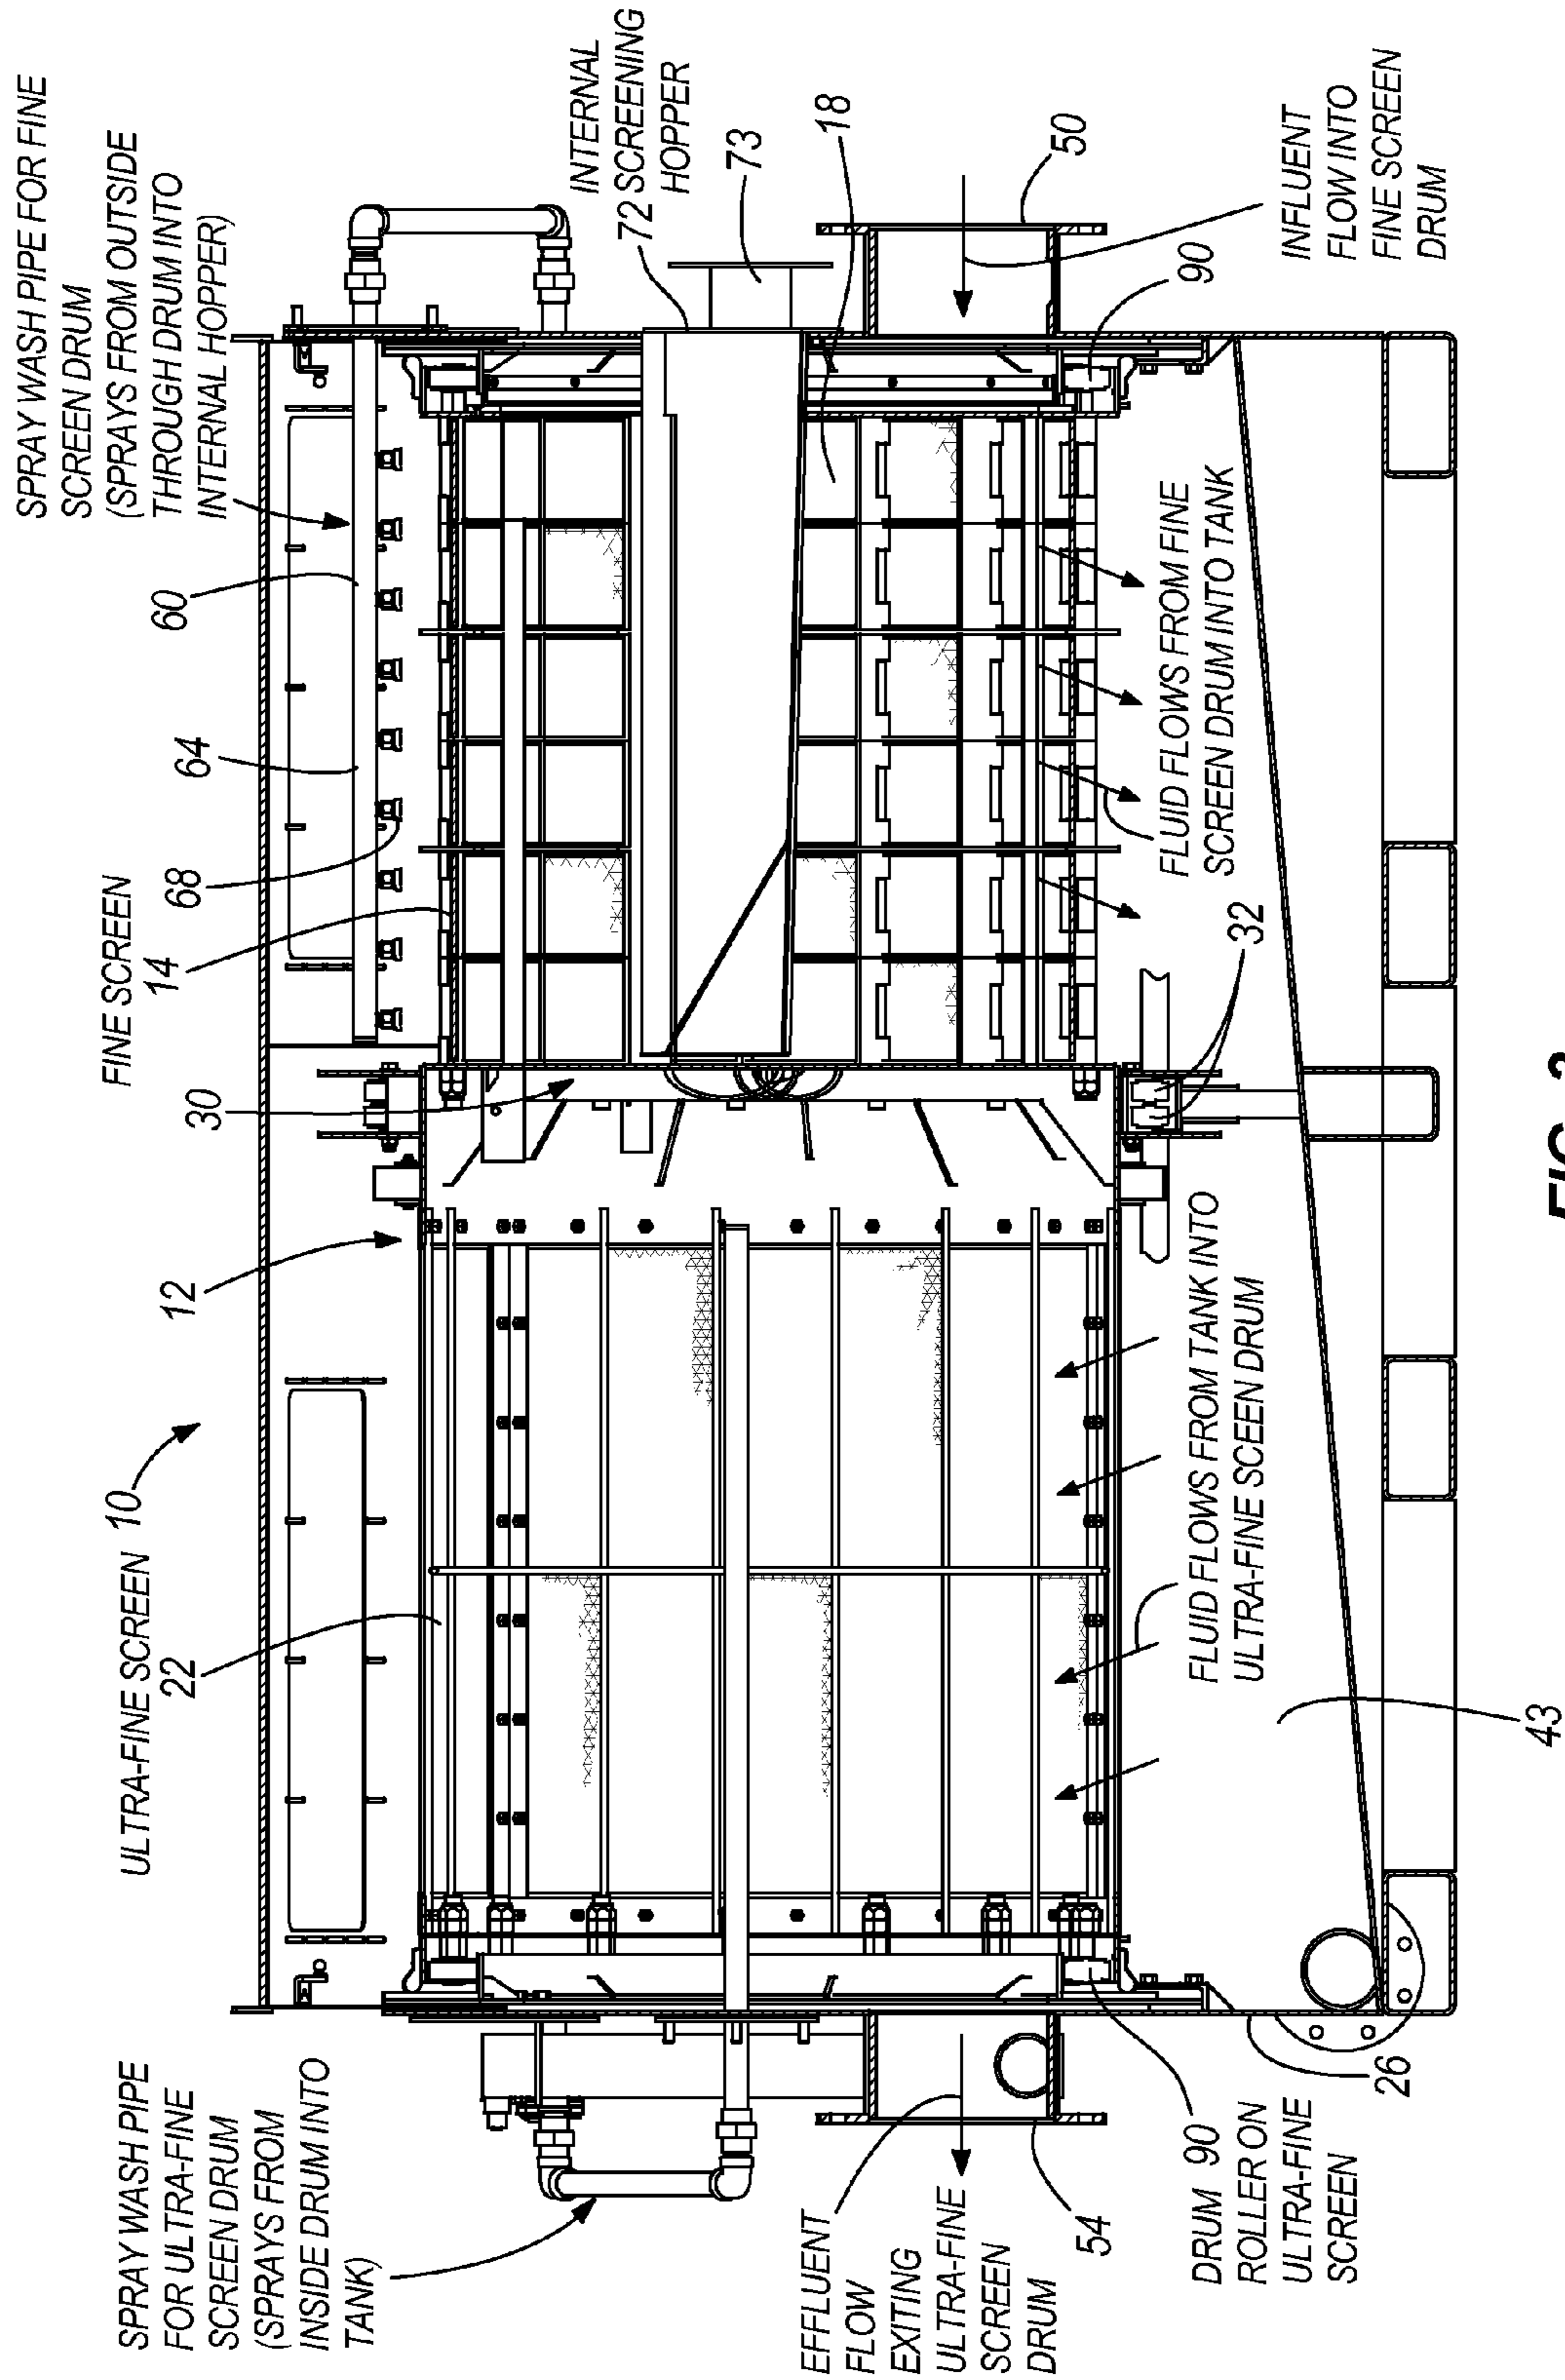 SPRAY WASH PIPE
FOR ULTRA-FINE
SCREEN DRUM
(SPRAYS FROM
INSIDE DRUM INTO
TANK)
ULTRA-FINE SCREEN 10
22
12
FINE SCREEN
14
30
68
64
60
SPRAY WASH PIPE FOR FINE
SCREEN DRUM
(SPRAYS FROM OUTSIDE
THROUGH DRUM INTO
INTERNAL HOPPER)
INTERNAL
72 SCREENING
HOPPER
73
18
50
90
INFLUENT
FLOW INTO
FINE SCREEN
DRUM
EFFLUENT
FLOW
EXITING
ULTRA-FINE
SCREEN
DRUM
54
DRUM 90
ROLLER ON
ULTRA-FINE
SCREEN
26
FLUID FLOWS FROM TANK INTO
ULTRA-FINE SCEEN DRUM
FLUID FLOWS FROM FINE
SCREEN DRUM INTO TANK
32
43
FIG.